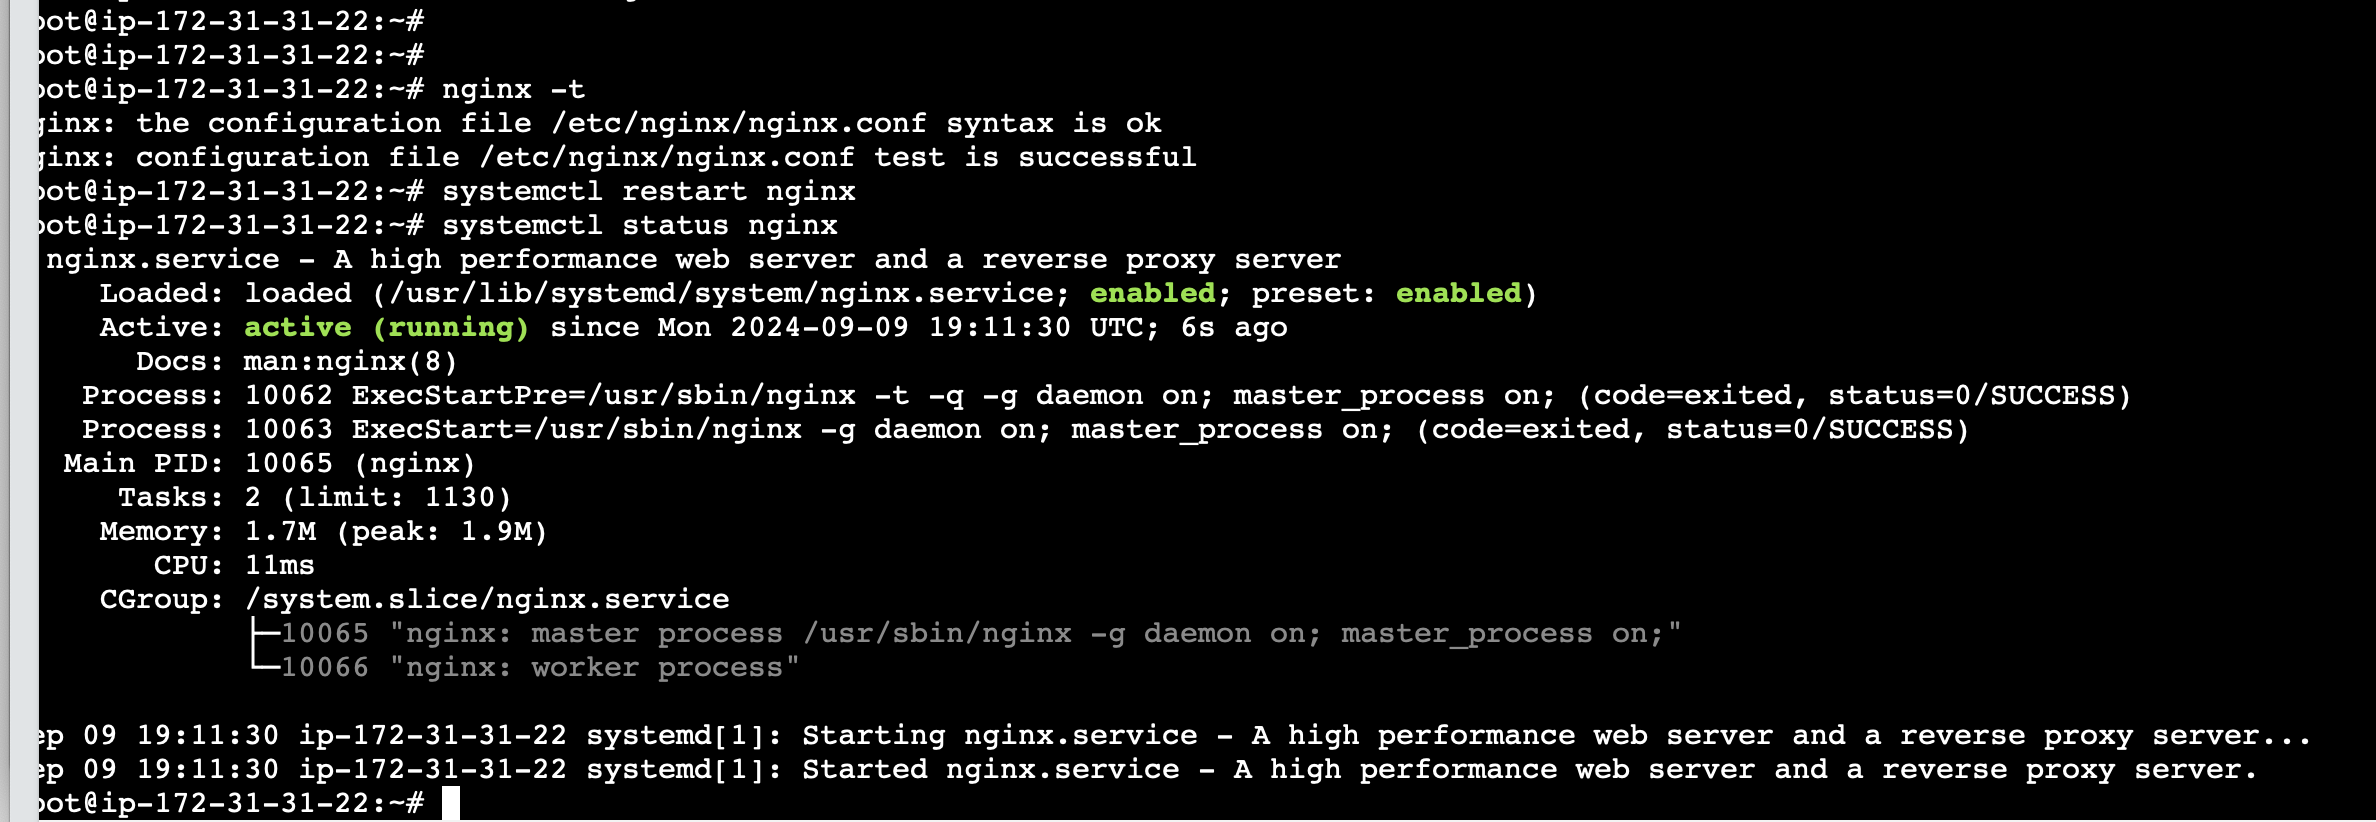 oot@ip-172-31-31-22:~#
oot@ip-172-31-31-22:~#
oot@ip-172-31-31-22:~# nginx -t
ginx: the configuration file /etc/nginx/nginx.conf syntax is ok
ginx: configuration file /etc/nginx/nginx.conf test is successful
oot@ip-172-31-31-22:~# systemctl restart nginx
oot@ip-172-31-31-22:~# systemctl status nginx
nginx.service - A high performance web server and a reverse proxy server
Loaded: loaded (/usr/lib/systemd/system/nginx.service; enabled; preset: enabled)
Active: active (running) since Mon 2024-09-09 19:11:30 UTC; 6s ago
Docs: man:nginx(8)
Process: 10062 ExecStartPre=/usr/sbin/nginx -t -q -g daemon on; master_process on; (code=exited, status=0/SUCCESS)
Process: 10063 ExecStart=/usr/sbin/nginx -g daemon on; master_process on; (code=exited, status=0/SUCCESS)
Main PID: 10065 (nginx)
Tasks: 2 (limit: 1130)
Memory: 1.7M (peak: 1.9M)
CPU: 11ms
CGroup: /system.slice/nginx.service
├─10065 "nginx: master process /usr/sbin/nginx -g daemon on; master_process on;"
└─10066 "nginx: worker process"
ep 09 19:11:30 ip-172-31-31-22 systemd[1]: Starting nginx.service - A high performance web server and a reverse proxy server...
ep 09 19:11:30 ip-172-31-31-22 systemd[1]: Started nginx.service - A high performance web server and a reverse proxy server.
oot@ip-172-31-31-22:~#